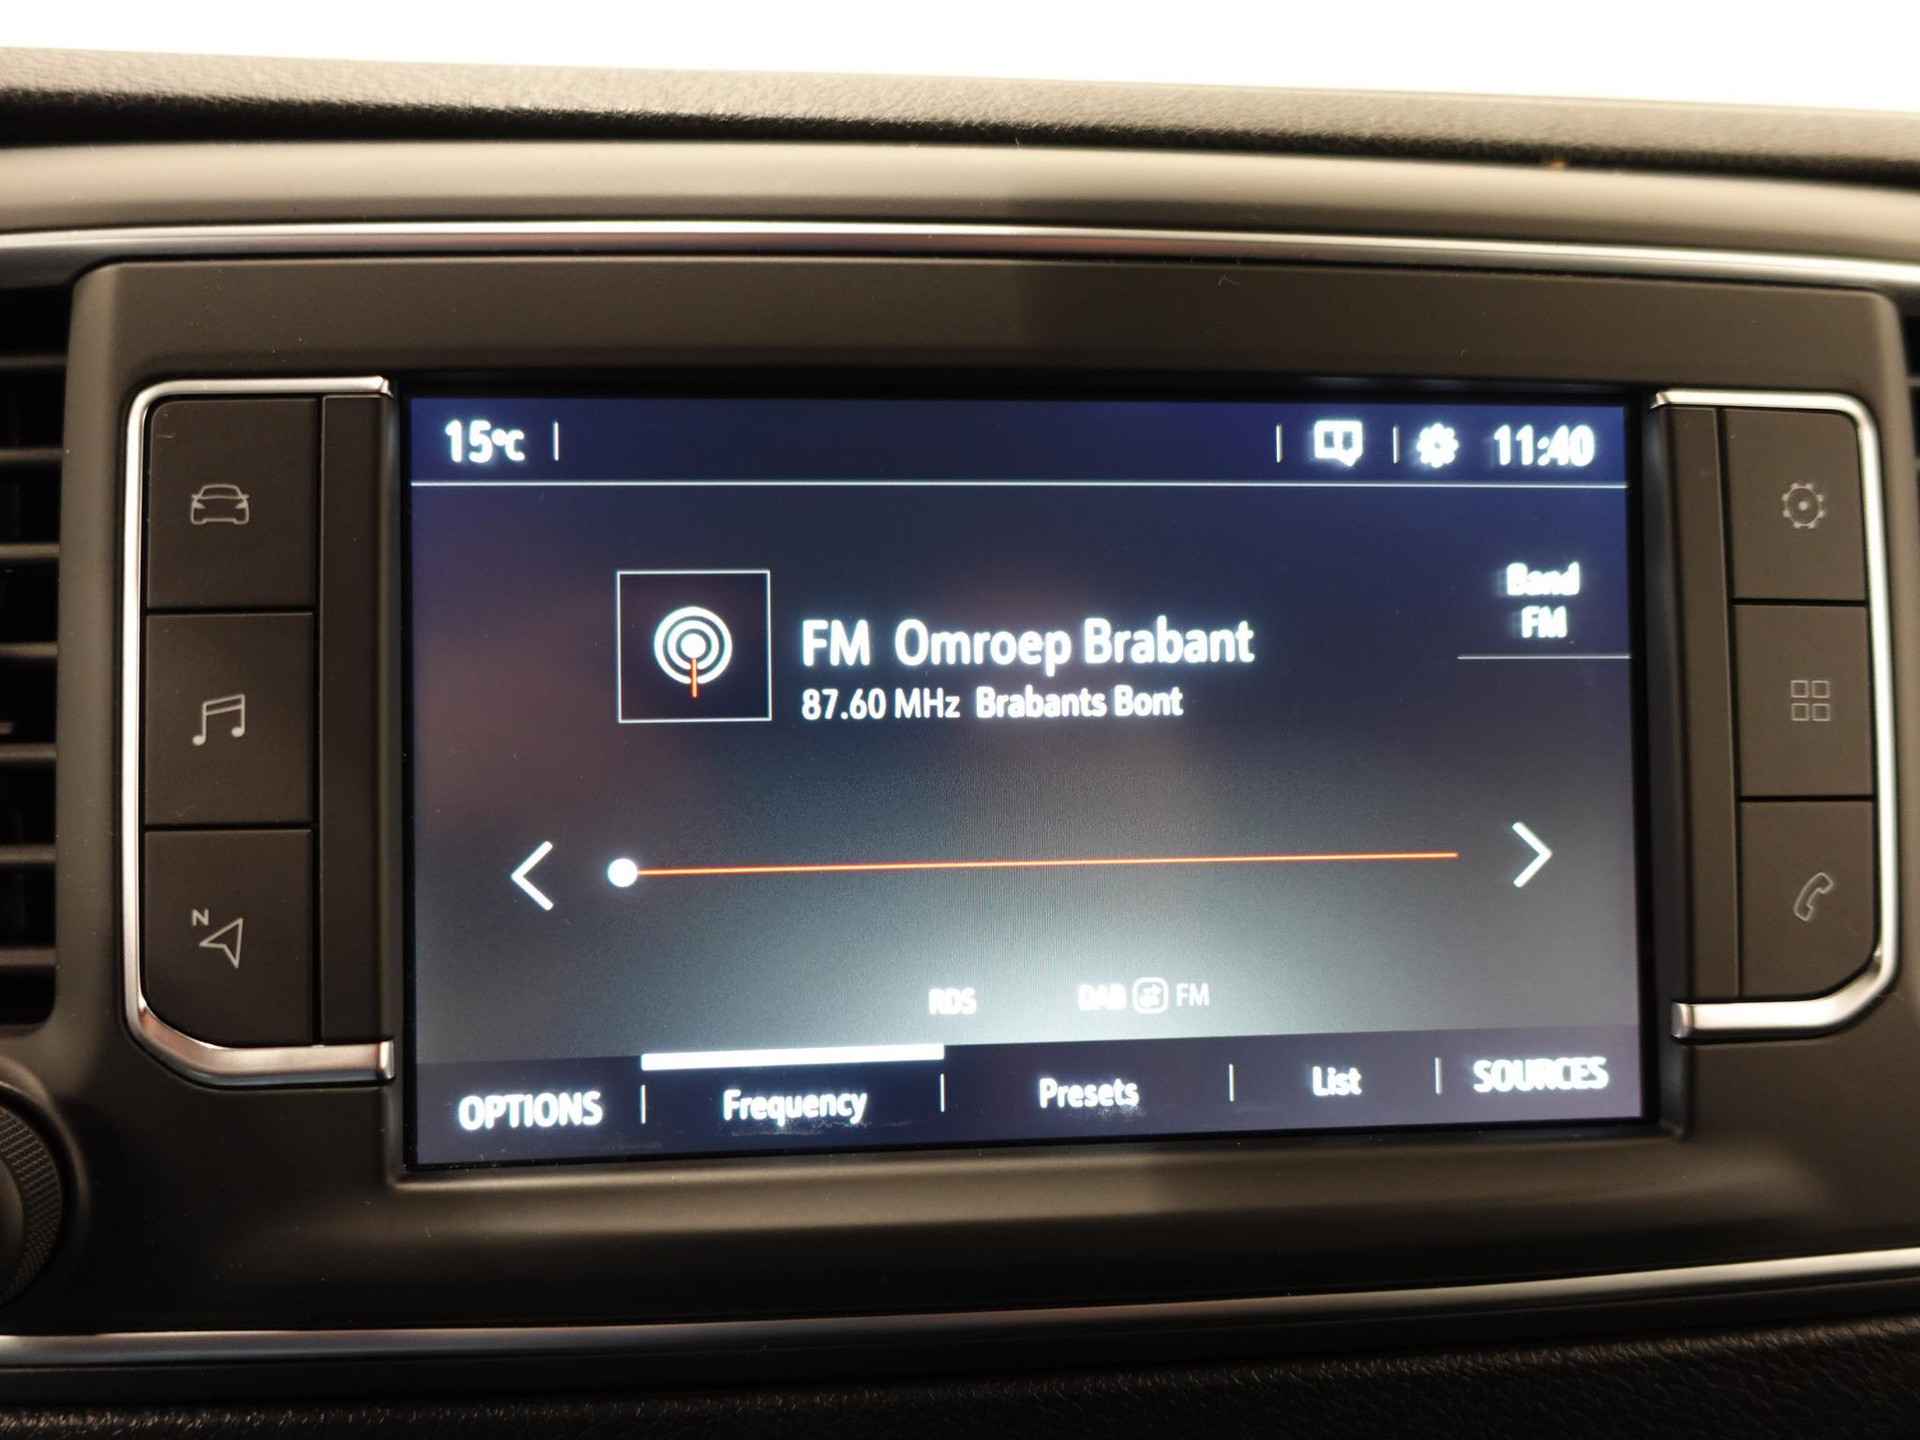 15°C
11:40
Band
FM
FM Omroep Brabant
87.60 MHz Brabants Bont
N
RDS
DAB FM
OPTIONS
Frequency
Presets
List
SOURCES